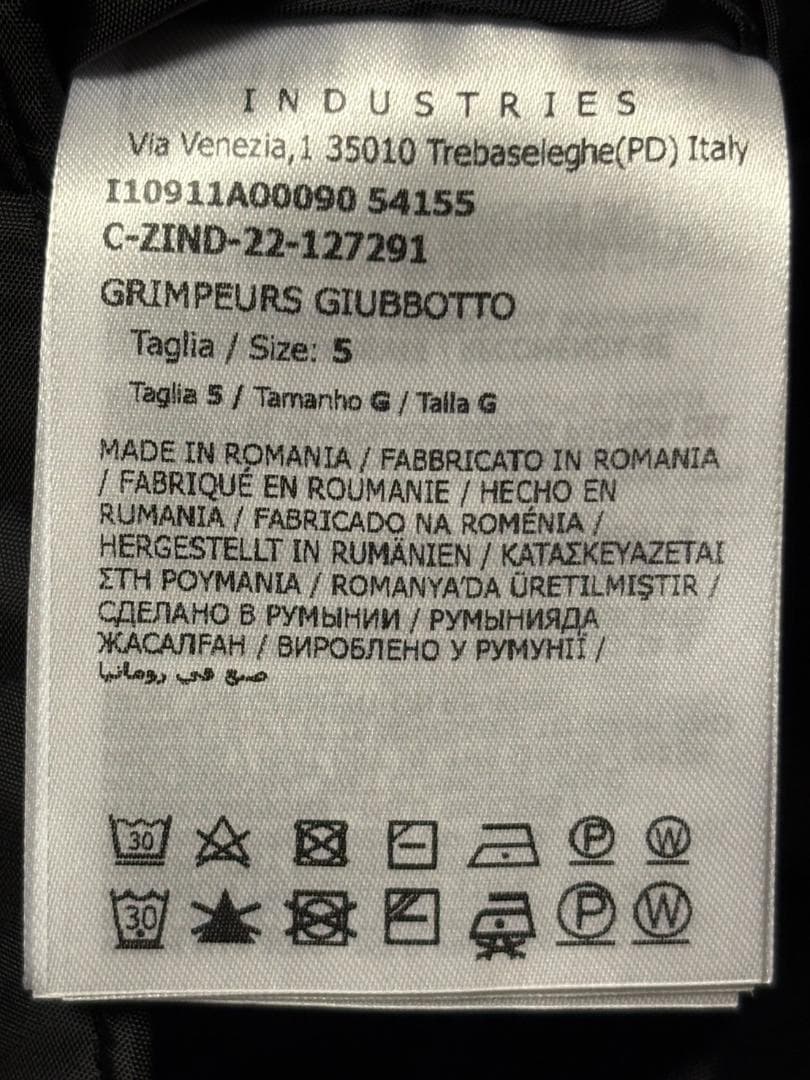 INDUSTRIES
Via Venezia,1 35010 Trebaseleghe(PD) Italy
I10911A00090 54155
C-ZIND-22-127291
GRIMPEURS GIUBBOTTO
Taglia / Size: 5
Taglia 5 / Tamanho G / Talla G
MADE IN ROMANIA / FABBRICATO IN ROMANIA
/ FABRIQUÉ EN ROUMANIE / HECHO EN
RUMANIA / FABRICADO NA ROMÉNIA /
HERGESTELLT IN RUMÄNIEN / ΚΑΤΑΣΚΕΥΑΖΕΤΑΙ
ΣΤΗ ΡΟΥΜΑΝΙΑ / ROMANYA'DA ÜRETILMIŞTIR /
СДЕЛАНО В РУМЫНИИ / РУМЫНИЯДА
ЖАСАЛҒАН / ВИРОБЛЕНО У РУМУНІЇ /
صنع في رومانيا
30 P W
30 P W